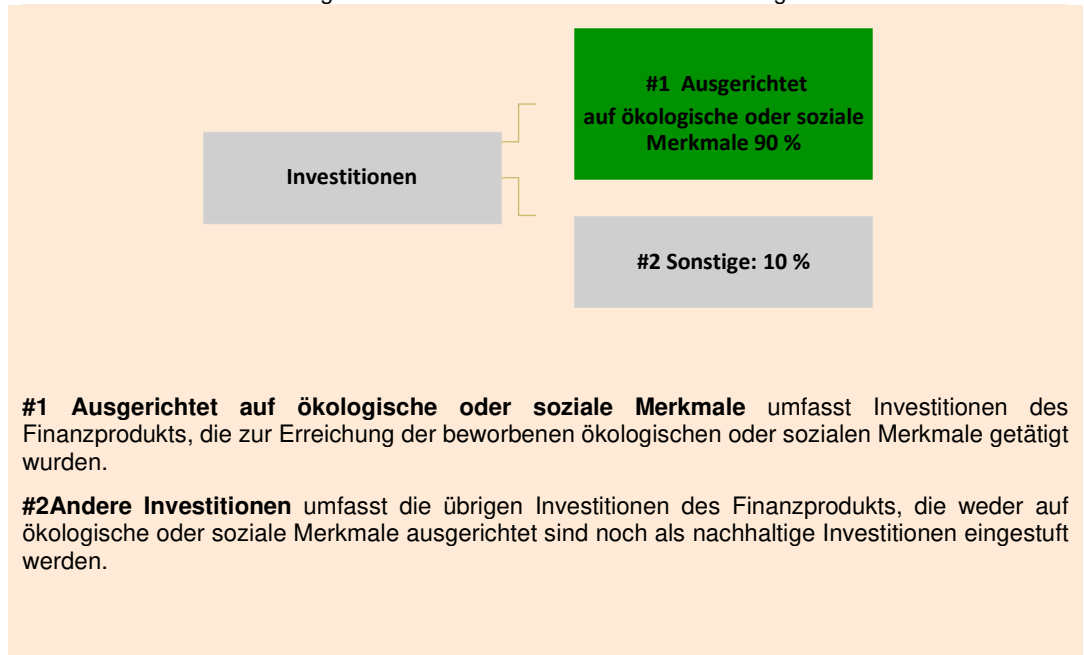 #1 Ausgerichtet
auf ökologische oder soziale
Merkmale 90 %
Investitionen
#2 Sonstige: 10 %
#1 Ausgerichtet auf ökologische oder soziale Merkmale umfasst Investitionen des
Finanzprodukts, die zur Erreichung der beworbenen ökologischen oder sozialen Merkmale getätigt
wurden.
#2Andere Investitionen umfasst die übrigen Investitionen des Finanzprodukts, die weder auf
ökologische oder soziale Merkmale ausgerichtet sind noch als nachhaltige Investitionen eingestuft
werden.